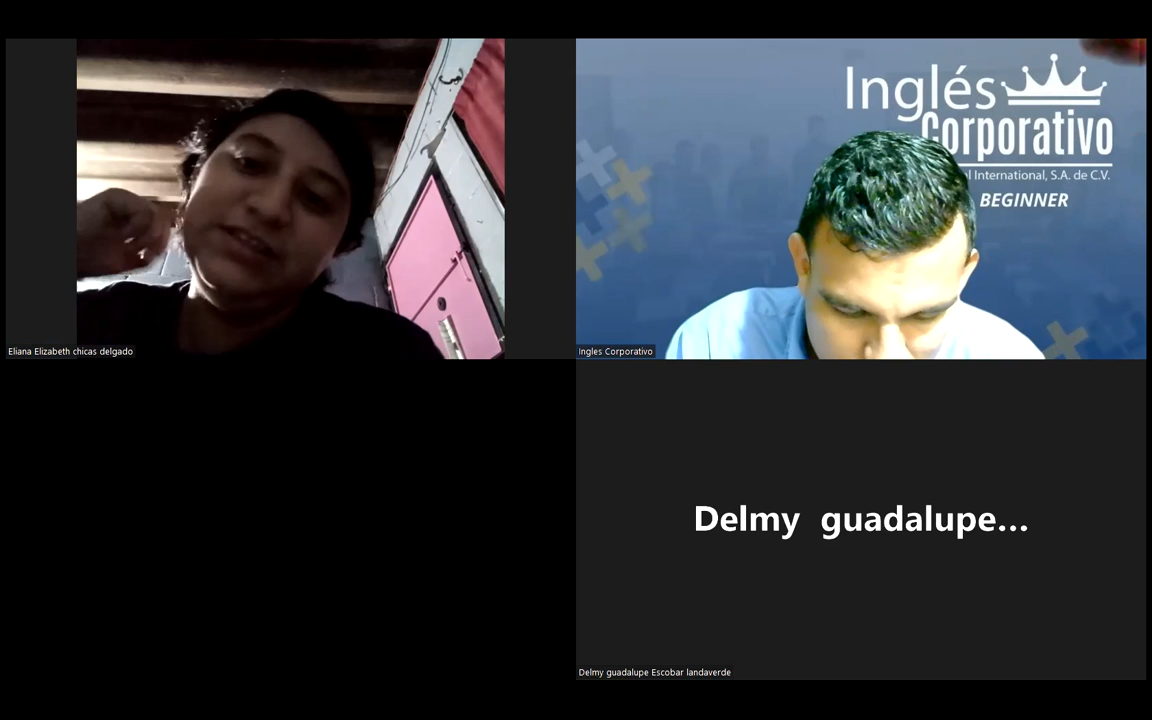 Inglés
Corporativo
l International, S.A. de C.V.
BEGINNER
Eliana Elizabeth chicas delgado
Ingles Corporativo
Delmy guadalupe...
Delmy guadalupe Escobar landaverde